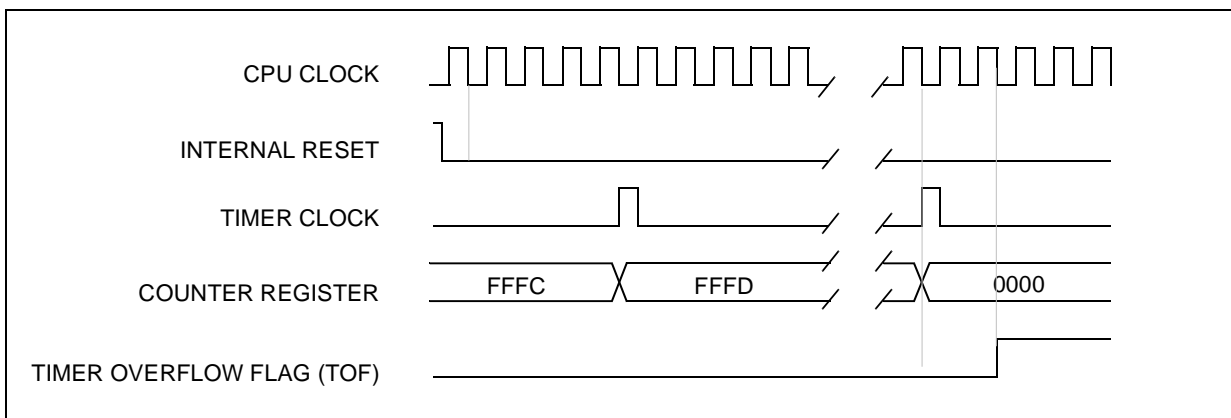 CPU CLOCK
INTERNAL RESET
TIMER CLOCK
COUNTER REGISTER
FFFC
FFFD
0000
TIMER OVERFLOW FLAG (TOF)